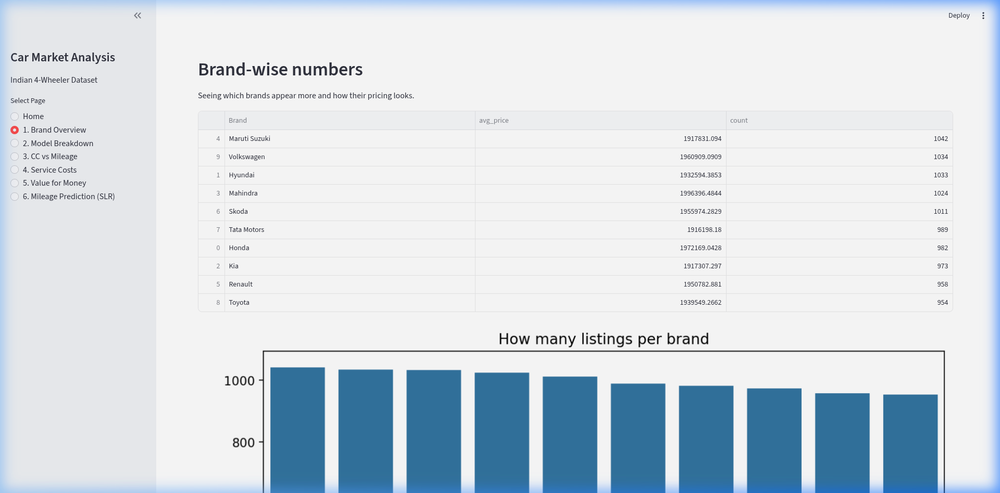 Deploy
Car Market Analysis
Indian 4-Wheeler Dataset
Select Page
Home
1. Brand Overview
2. Model Breakdown
3. CC vs Mileage
4. Service Costs
5. Value for Money
6. Mileage Prediction (SLR)
Brand-wise numbers
Seeing which brands appear more and how their pricing looks.
Brand avg_price count
4 Maruti Suzuki 1917831.094 1042
9 Volkswagen 1960909.0909 1034
1 Hyundai 1932594.3853 1033
3 Mahindra 1996396.4844 1024
6 Skoda 1955974.2829 1011
7 Tata Motors 1916198.18 989
0 Honda 1972169.0428 982
2 Kia 1917307.297 973
5 Renault 1950782.881 958
8 Toyota 1939549.2662 954
How many listings per brand
1000
800